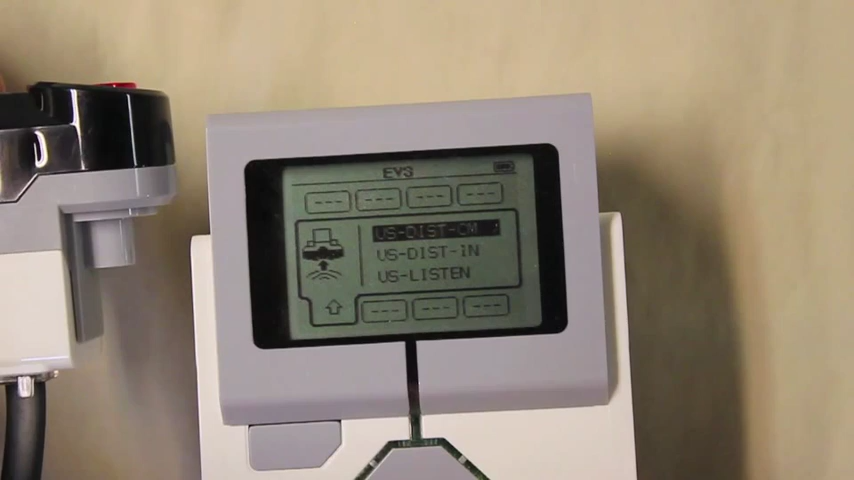 EV3
--- --- --- ---
US-DIST-CM
US-DIST-iN
US-LISTEN
--- --- ---